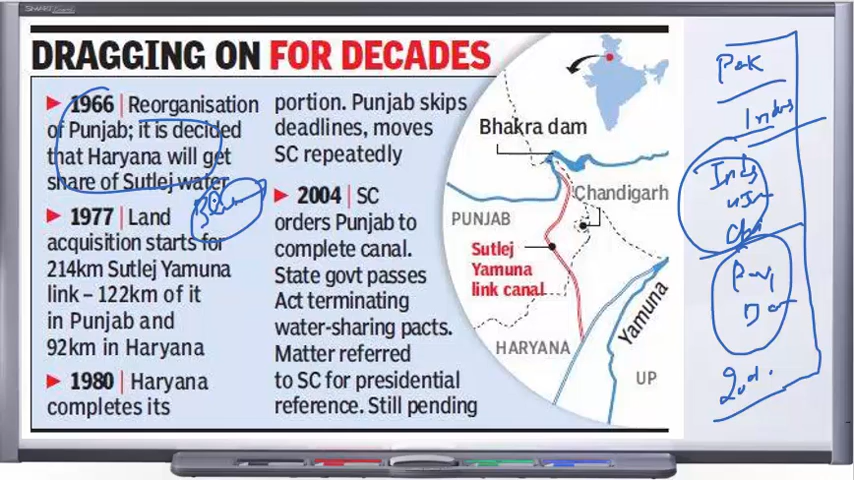 DRAGGING ON FOR DECADES
1966 | Reorganisation
of Punjab; it is decided
that Haryana will get
share of Sutlej water
1977 | Land
acquisition starts for
214km Sutlej Yamuna
link – 122km of it
in Punjab and
92km in Haryana
1980 | Haryana
completes its
portion. Punjab skips
deadlines, moves
SC repeatedly
2004 | SC
orders Punjab to
complete canal.
State govt passes
Act terminating
water-sharing pacts.
Matter referred
to SC for presidential
reference. Still pending
Bhakra dam
Chandigarh
PUNJAB
Sutlej
Yamuna
link canal
HARYANA
Yamuna
UP
Pak
Indus